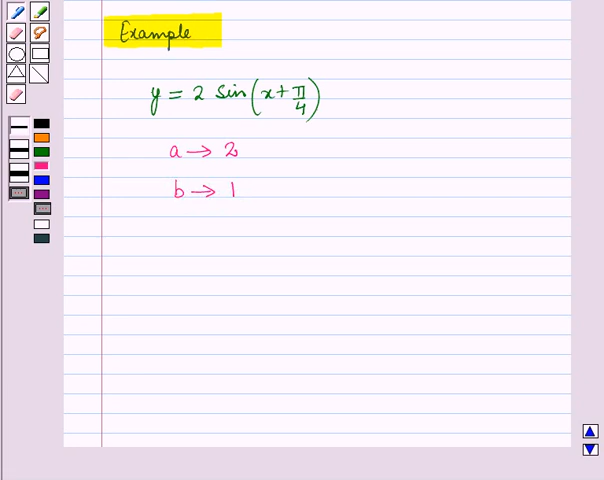 Example
y = 2 sin(x + π/4)
a → 2
b → 1